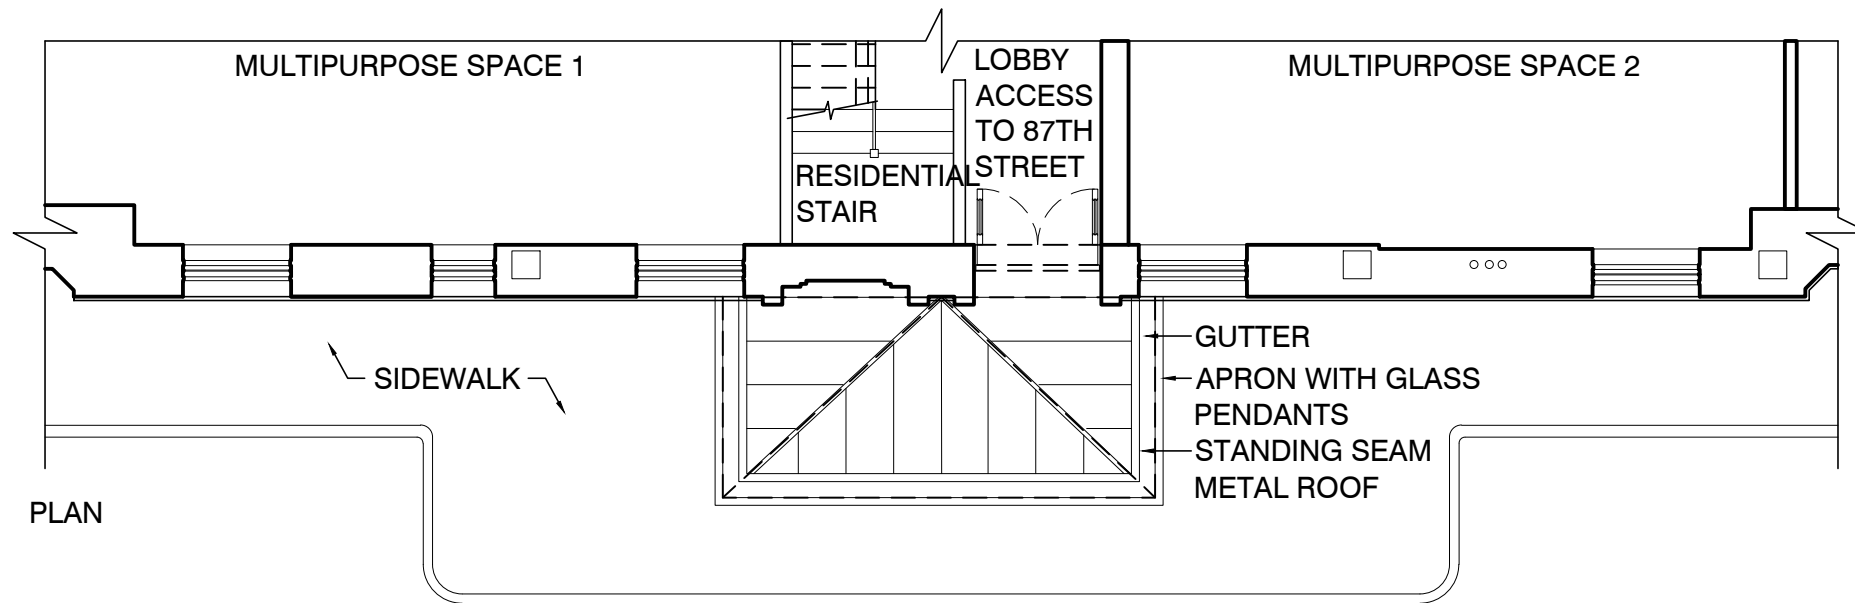 MULTIPURPOSE SPACE 1
LOBBY
ACCESS
TO 87TH
STREET
MULTIPURPOSE SPACE 2
RESIDENTIAL
STAIR
SIDEWALK
GUTTER
APRON WITH GLASS
PENDANTS
STANDING SEAM
METAL ROOF
PLAN